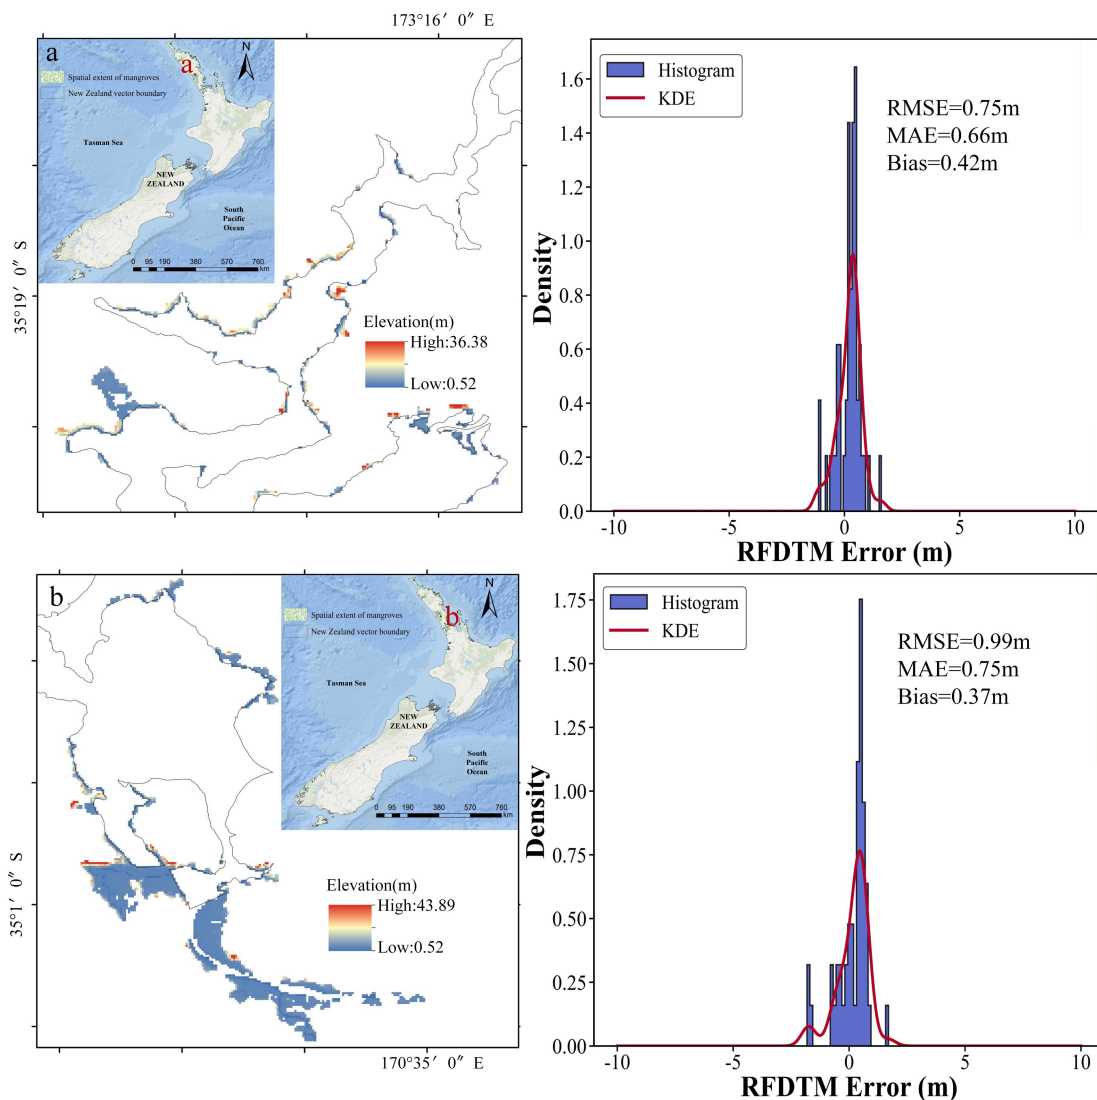 173°16′ 0″ E
a
N
a
Spatial extent of mangroves
New Zealand vector boundary
Tasman Sea
NEW
ZEALAND
South
Pacific
Ocean
0 95 190 380 570 760
km
35°19′ 0″ S
Elevation(m)
High:36.38
Low:0.52
Histogram
KDE
RMSE=0.75m
MAE=0.66m
Bias=0.42m
Density
1.6
1.4
1.2
1.0
0.8
0.6
0.4
0.2
0.0
-10 -5 0 5 10
RFDTM Error (m)
b
N
b
Spatial extent of mangroves
New Zealand vector boundary
Tasman Sea
NEW
ZEALAND
South
Pacific
Ocean
0 95 190 380 570 760
km
35°1′ 0″ S
Elevation(m)
High:43.89
Low:0.52
170°35′ 0″ E
Histogram
KDE
RMSE=0.99m
MAE=0.75m
Bias=0.37m
Density
1.75
1.50
1.25
1.00
0.75
0.50
0.25
0.00
-10 -5 0 5 10
RFDTM Error (m)